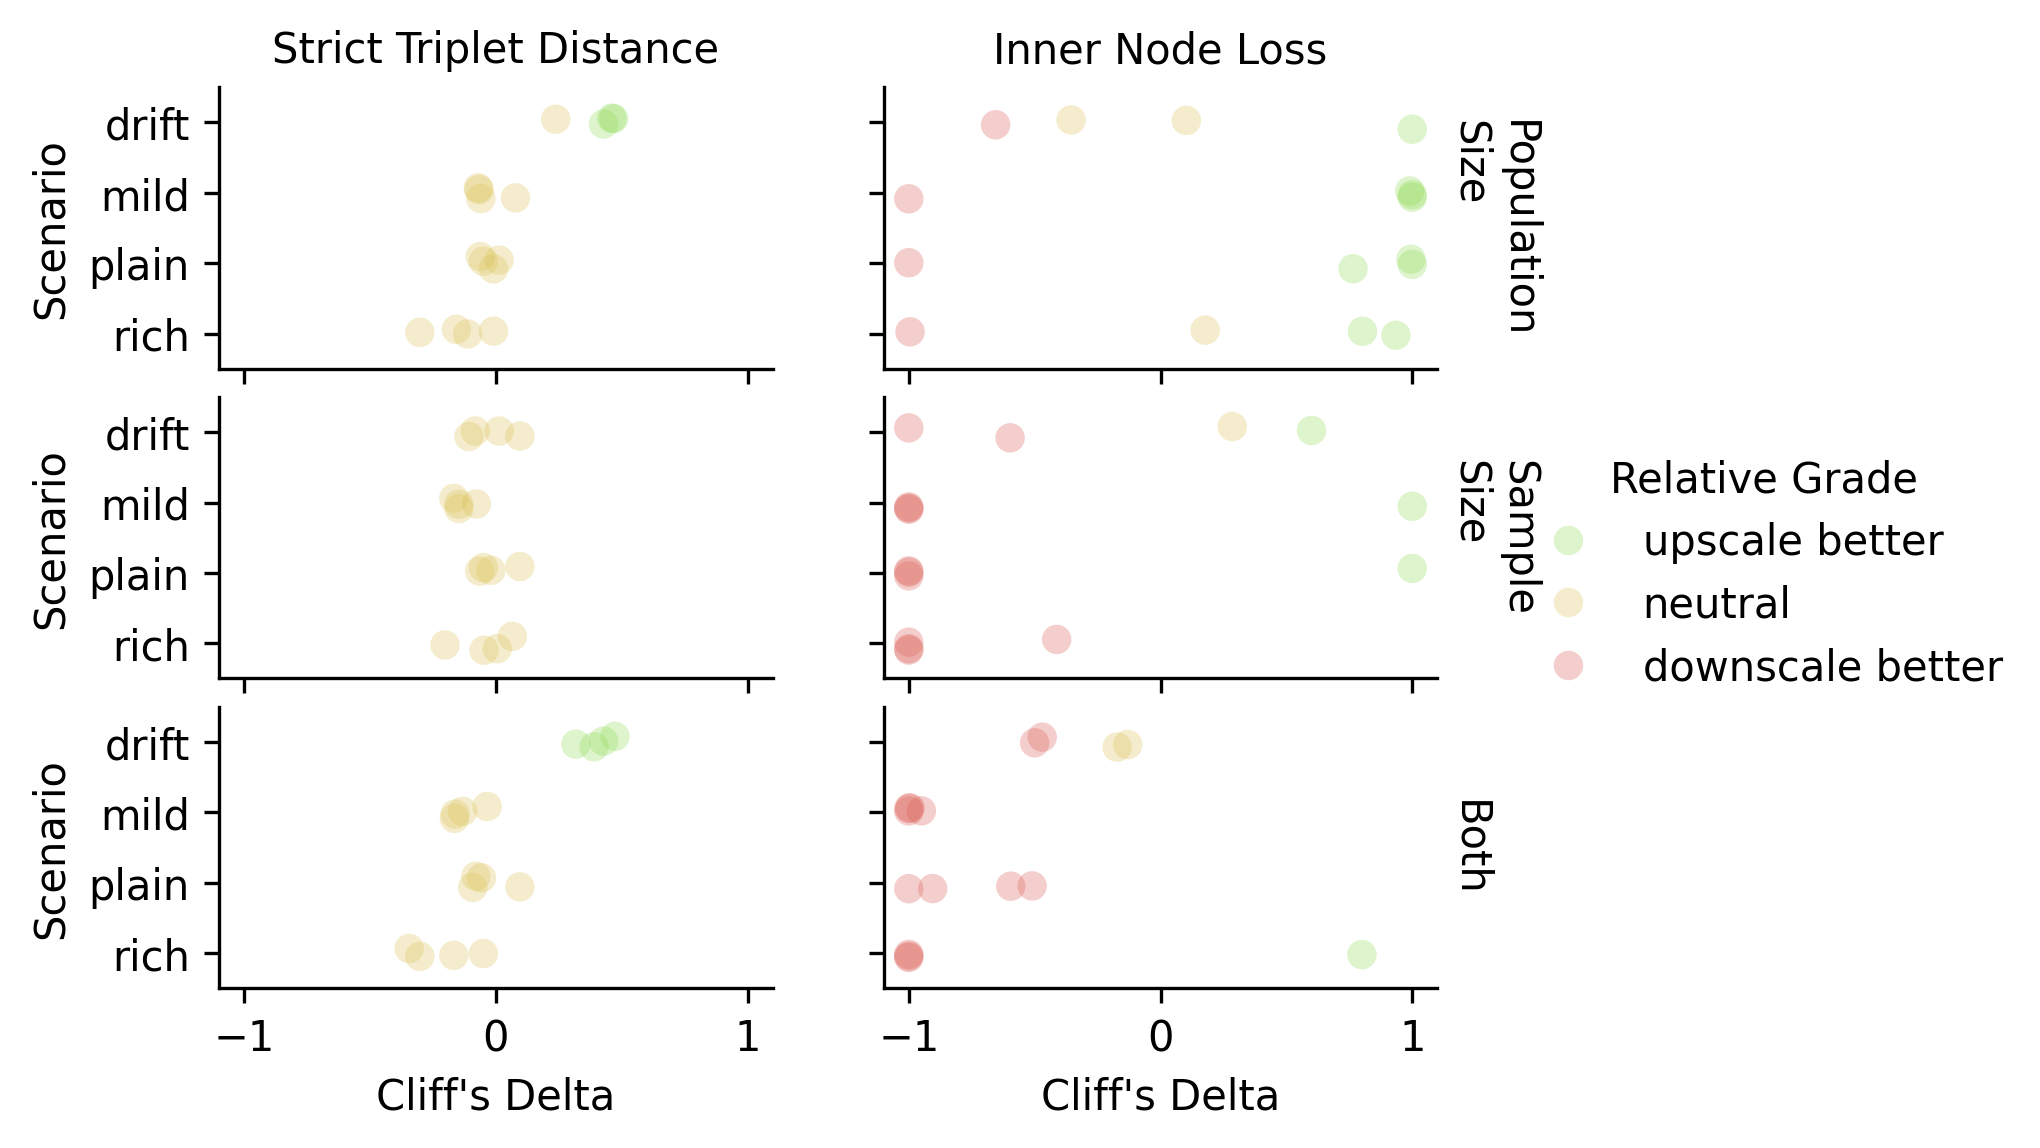 Strict Triplet Distance
Inner Node Loss
Scenario
drift
mild
plain
rich
Population
Size
Scenario
drift
mild
plain
rich
Sample
Size
Scenario
drift
mild
plain
rich
Both
−1
0
1
−1
0
1
Cliff's Delta
Cliff's Delta
Relative Grade
upscale better
neutral
downscale better